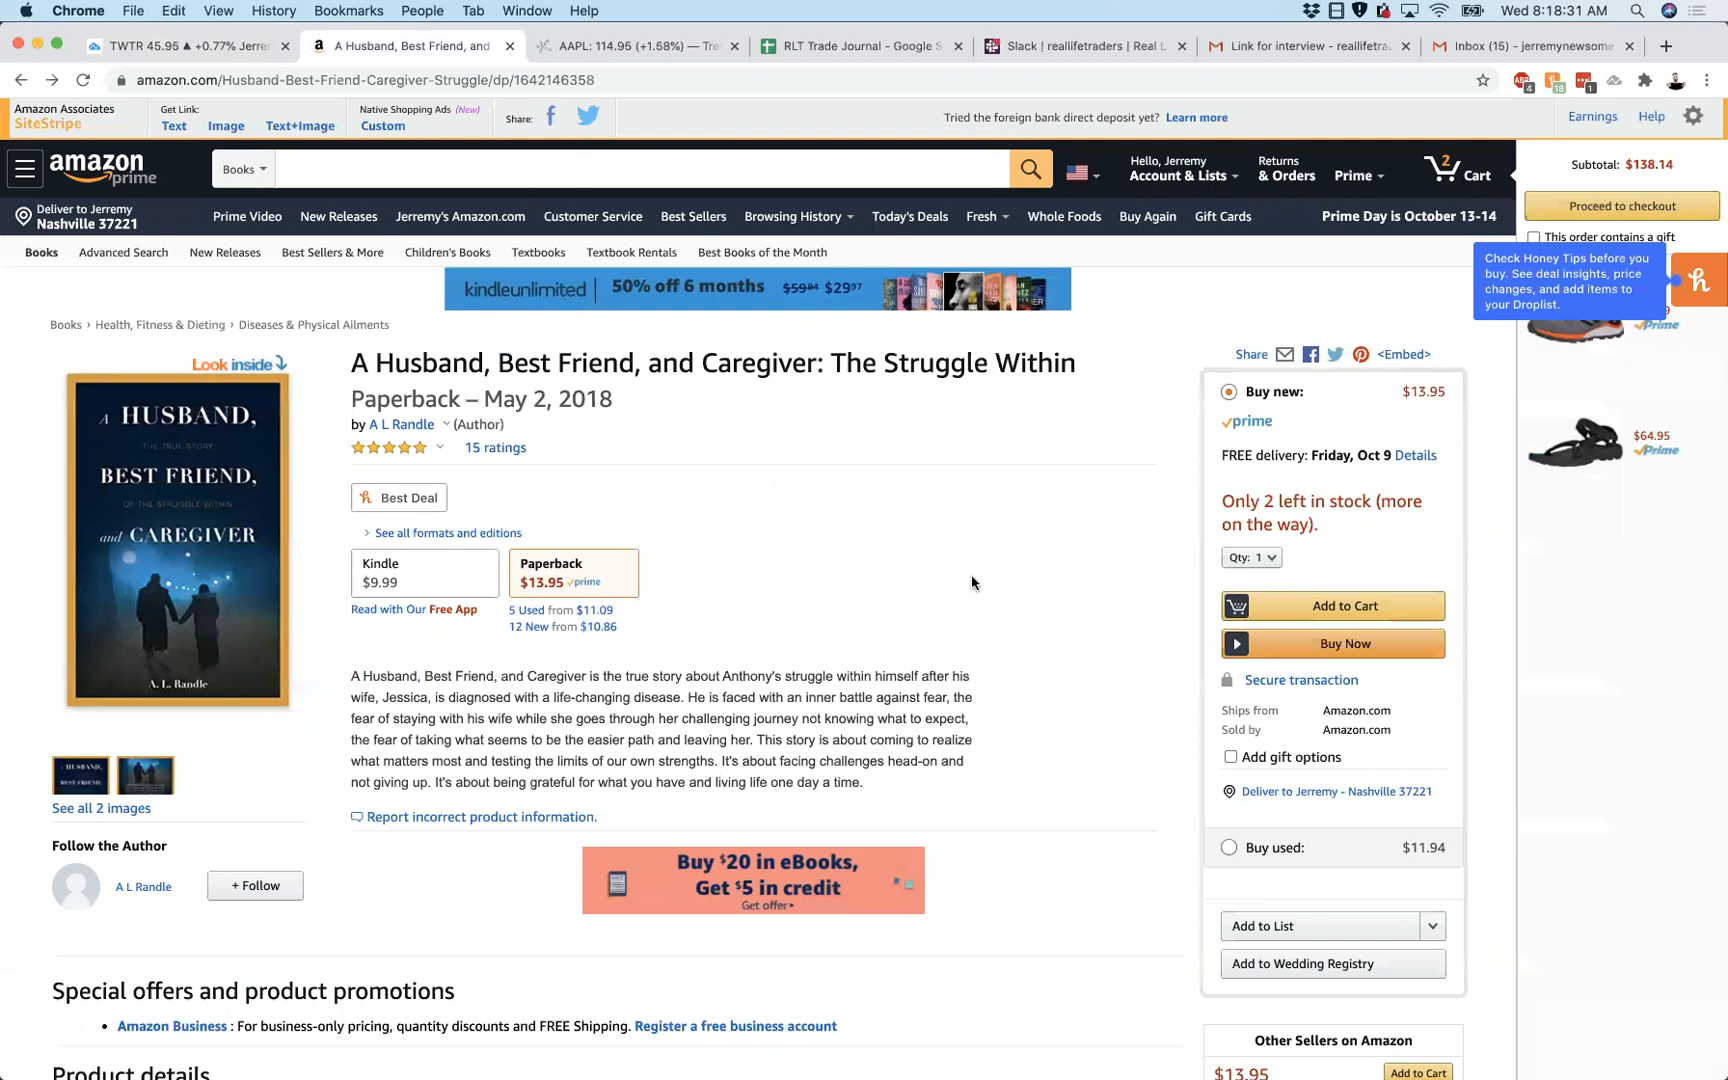 Chrome File Edit View History Bookmarks People Tab Window Help
Wed 8:18:31 AM
TWTR 45.95 ▲ +0.77% Jerre
A Husband, Best Friend, and
AAPL: 114.95 (+1.58%) — Tre
RLT Trade Journal - Google S
Slack | reallifetraders | Real L
Link for interview - reallifetra
Inbox (15) - jerremynewsome
amazon.com/Husband-Best-Friend-Caregiver-Struggle/dp/1642146358
4 18 1
Amazon Associates
SiteStripe
Get Link:
Text Image Text+Image
Native Shopping Ads (New)
Custom
Share:
Tried the foreign bank direct deposit yet? Learn more
Earnings Help
amazon
prime
Books
Hello, Jeremy
Account & Lists
Returns
& Orders
Prime
2
Cart
Subtotal: $138.14
Proceed to checkout
This order contains a gift
Deliver to Jeremy
Nashville 37221
Prime Video New Releases Jeremy's Amazon.com Customer Service Best Sellers Browsing History Today's Deals Fresh Whole Foods Buy Again Gift Cards
Prime Day is October 13-14
Books Advanced Search New Releases Best Sellers & More Children's Books Textbooks Textbook Rentals Best Books of the Month
Check Honey Tips before you
buy. See deal insights, price
changes, and add items to
your Droplist.
kindleunlimited 50% off 6 months $5994 $2997
prime
Books › Health, Fitness & Dieting › Diseases & Physical Ailments
Look inside
A HUSBAND,
THE TRUE STORY
BEST FRIEND,
OF THE STRUGGLE WITHIN
and CAREGIVER
A. L. Randle
A Husband, Best Friend, and Caregiver: The Struggle Within
Paperback – May 2, 2018
by A L Randle (Author)
15 ratings
Best Deal
See all formats and editions
Kindle
$9.99
Paperback
$13.95 prime
Read with Our Free App
5 Used from $11.09
12 New from $10.86
A Husband, Best Friend, and Caregiver is the true story about Anthony's struggle within himself after his
wife, Jessica, is diagnosed with a life-changing disease. He is faced with an inner battle against fear, the
fear of staying with his wife while she goes through her challenging journey not knowing what to expect,
the fear of taking what seems to be the easier path and leaving her. This story is about coming to realize
what matters most and testing the limits of our own strengths. It's about facing challenges head-on and
not giving up. It's about being grateful for what you have and living life one day a time.
Report incorrect product information.
See all 2 images
Follow the Author
A L Randle
+ Follow
Buy $20 in eBooks,
Get $5 in credit
Get offer ▸
Share <Embed>
Buy new: $13.95
prime
FREE delivery: Friday, Oct 9 Details
Only 2 left in stock (more
on the way).
Qty: 1
Add to Cart
Buy Now
Secure transaction
Ships from Amazon.com
Sold by Amazon.com
Add gift options
Deliver to Jeremy - Nashville 37221
Buy used: $11.94
Add to List
Add to Wedding Registry
$64.95
prime
Special offers and product promotions
• Amazon Business : For business-only pricing, quantity discounts and FREE Shipping. Register a free business account
Product details
Other Sellers on Amazon
$13.95
Add to Cart